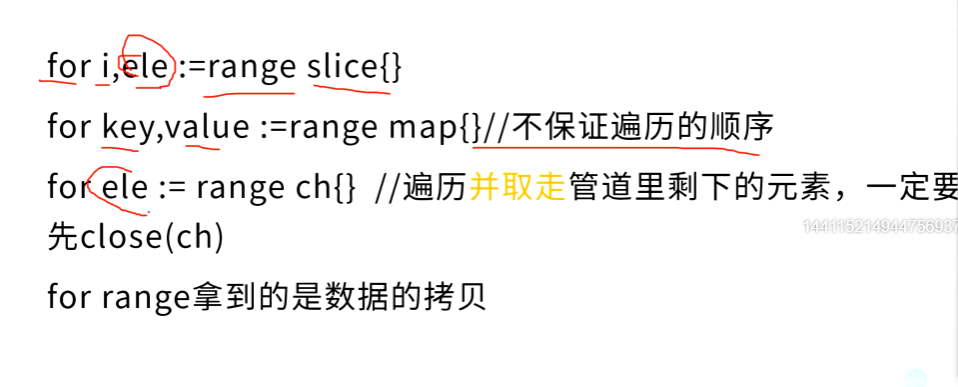 for i,ele :=range slice{}
for key,value :=range map{}//不保证遍历的顺序
for ele := range ch{} //遍历并取走管道里剩下的元素，一定要
先close(ch)
144115214944756937
for range拿到的是数据的拷贝